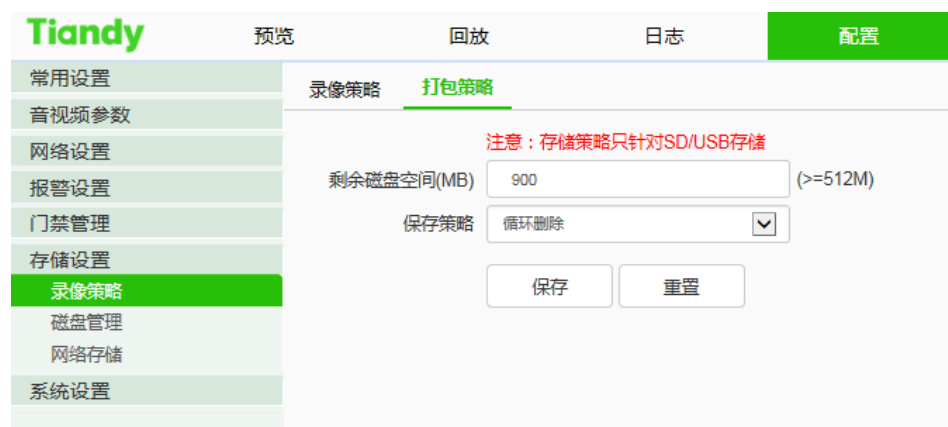 Tiandy 预览 回放 日志 配置
常用设置
音视频参数
网络设置
报警设置
门禁管理
存储设置
录像策略
磁盘管理
网络存储
系统设置
录像策略 打包策略
注意：存储策略只针对SD/USB存储
剩余磁盘空间(MB) 900 (>=512M)
保存策略 循环删除
保存 重置